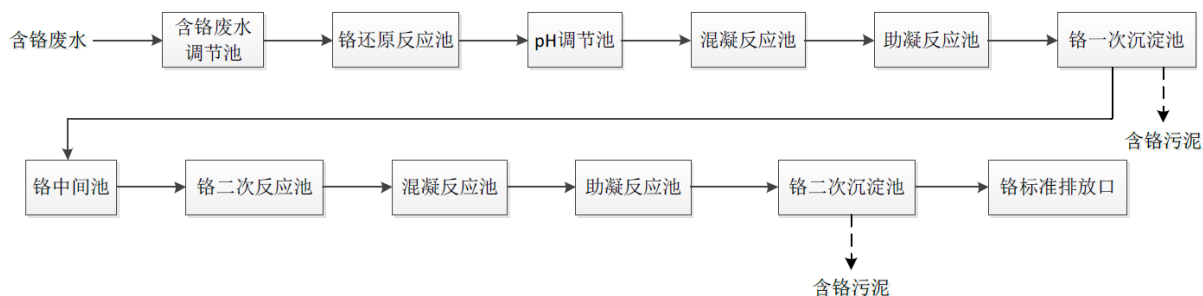 含铬废水
含铬废水
调节池
铬还原反应池
pH调节池
混凝反应池
助凝反应池
铬一次沉淀池
含铬污泥
铬中间池
铬二次反应池
混凝反应池
助凝反应池
铬二次沉淀池
铬标准排放口
含铬污泥